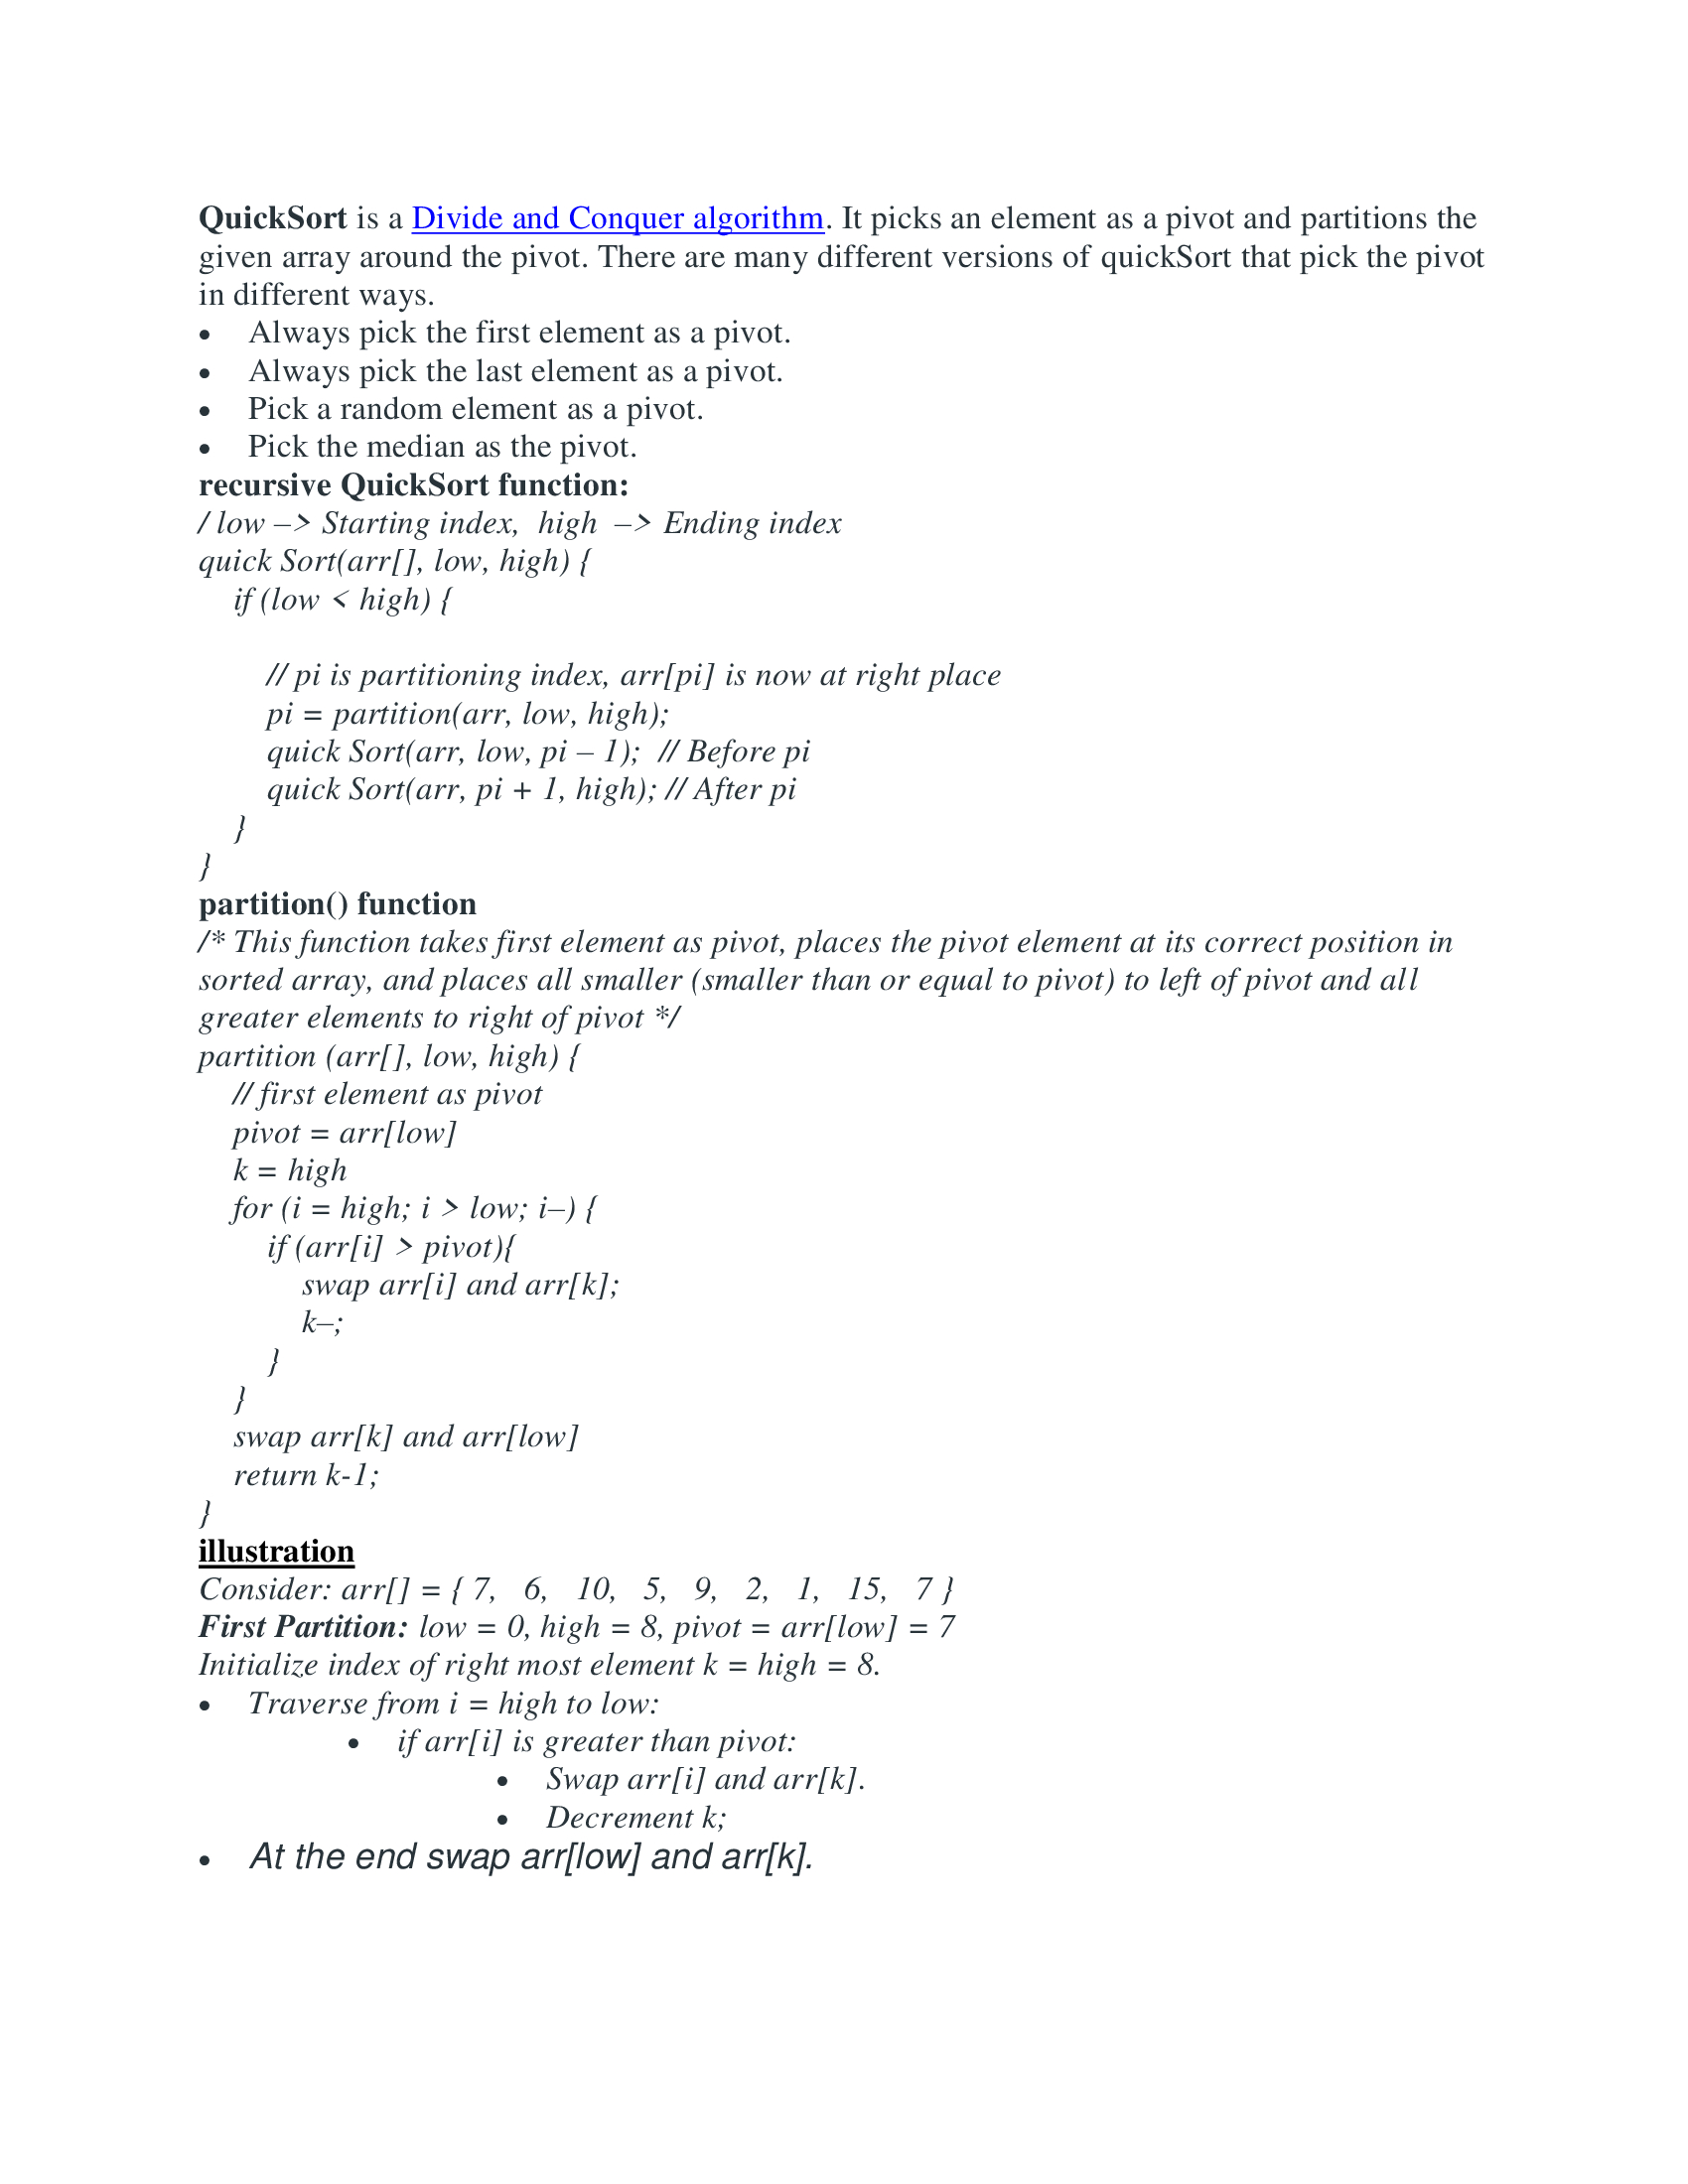 QuickSort is a Divide and Conquer algorithm. It picks an element as a pivot and partitions the
given array around the pivot. There are many different versions of quickSort that pick the pivot
in different ways.
• Always pick the first element as a pivot.
• Always pick the last element as a pivot.
• Pick a random element as a pivot.
• Pick the median as the pivot.
recursive QuickSort function:
/ low –> Starting index,  high  –> Ending index
quick Sort(arr[], low, high) {
    if (low < high) {
        // pi is partitioning index, arr[pi] is now at right place
        pi = partition(arr, low, high);
        quick Sort(arr, low, pi – 1);  // Before pi
        quick Sort(arr, pi + 1, high); // After pi
    }
}
partition() function
/* This function takes first element as pivot, places the pivot element at its correct position in
sorted array, and places all smaller (smaller than or equal to pivot) to left of pivot and all
greater elements to right of pivot */
partition (arr[], low, high) {
    // first element as pivot
    pivot = arr[low]
    k = high
    for (i = high; i > low; i–) {
        if (arr[i] > pivot){
            swap arr[i] and arr[k];
            k–;
        }
    }
    swap arr[k] and arr[low]
    return k-1;
}
illustration
Consider: arr[] = { 7,   6,   10,   5,   9,   2,   1,   15,   7 }
First Partition: low = 0, high = 8, pivot = arr[low] = 7
Initialize index of right most element k = high = 8.
• Traverse from i = high to low:
• if arr[i] is greater than pivot:
• Swap arr[i] and arr[k].
• Decrement k;
• At the end swap arr[low] and arr[k].